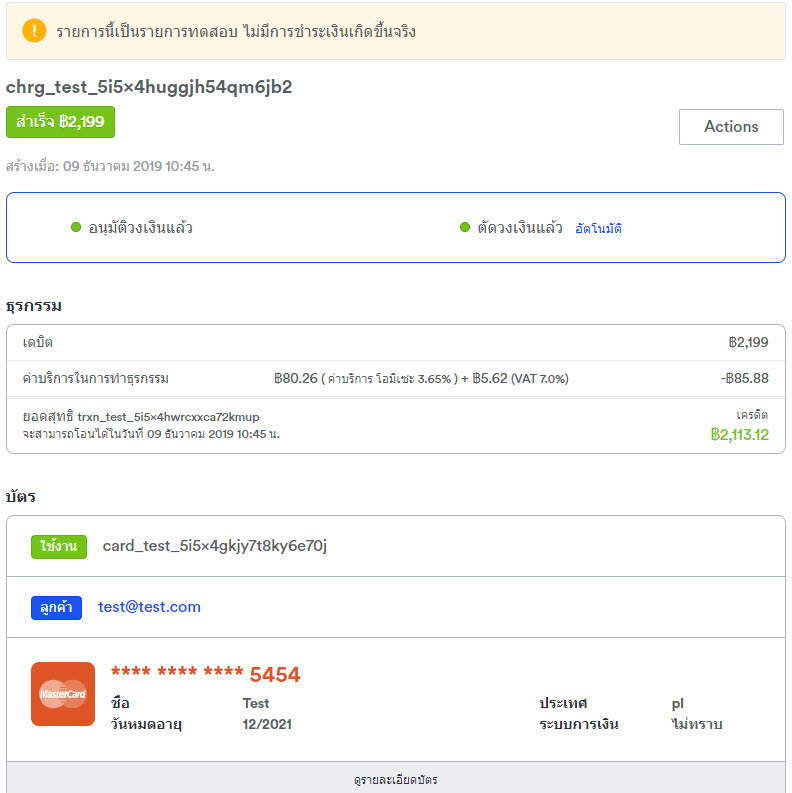 รายการนี้เป็นรายการทดสอบ ไม่มีการชำระเงินเกิดขึ้นจริง
chrg_test_5i5x4huggjh54qm6jb2
สำเร็จ ฿2,199
Actions
สร้างเมื่อ: 09 ธันวาคม 2019 10:45 น.
อนุมัติวงเงินแล้ว ตัดวงเงินแล้ว อัตโนมัติ
ธุรกรรม
เดบิต ฿2,199
ค่าบริการในการทำธุรกรรม ฿80.26 ( ค่าบริการ โอมิเซะ 3.65% ) + ฿5.62 (VAT 7.0%) -฿85.88
ยอดสุทธิ trxn_test_5i5x4hwrcxxca72kmup เครดิต
จะสามารถโอนได้ในวันที่ 09 ธันวาคม 2019 10:45 น. ฿2,113.12
บัตร
ใช้งาน card_test_5i5x4gkjy7t8ky6e70j
ลูกค้า test@test.com
**** **** **** 5454
MasterCard
ชื่อ Test ประเทศ pl
วันหมดอายุ 12/2021 ระบบการเงิน ไม่ทราบ
ดูรายละเอียดบัตร